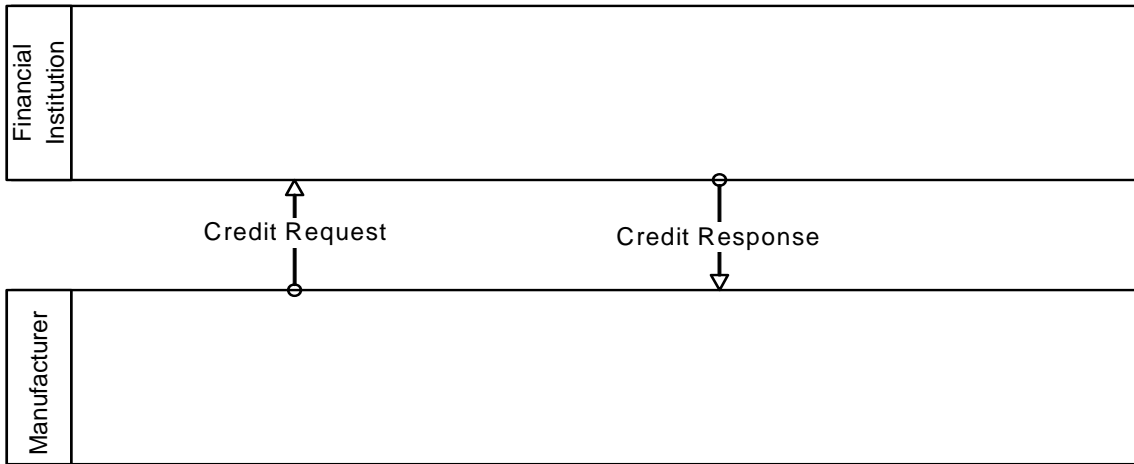 Financial
Institution
Credit Request
Credit Response
Manufacturer